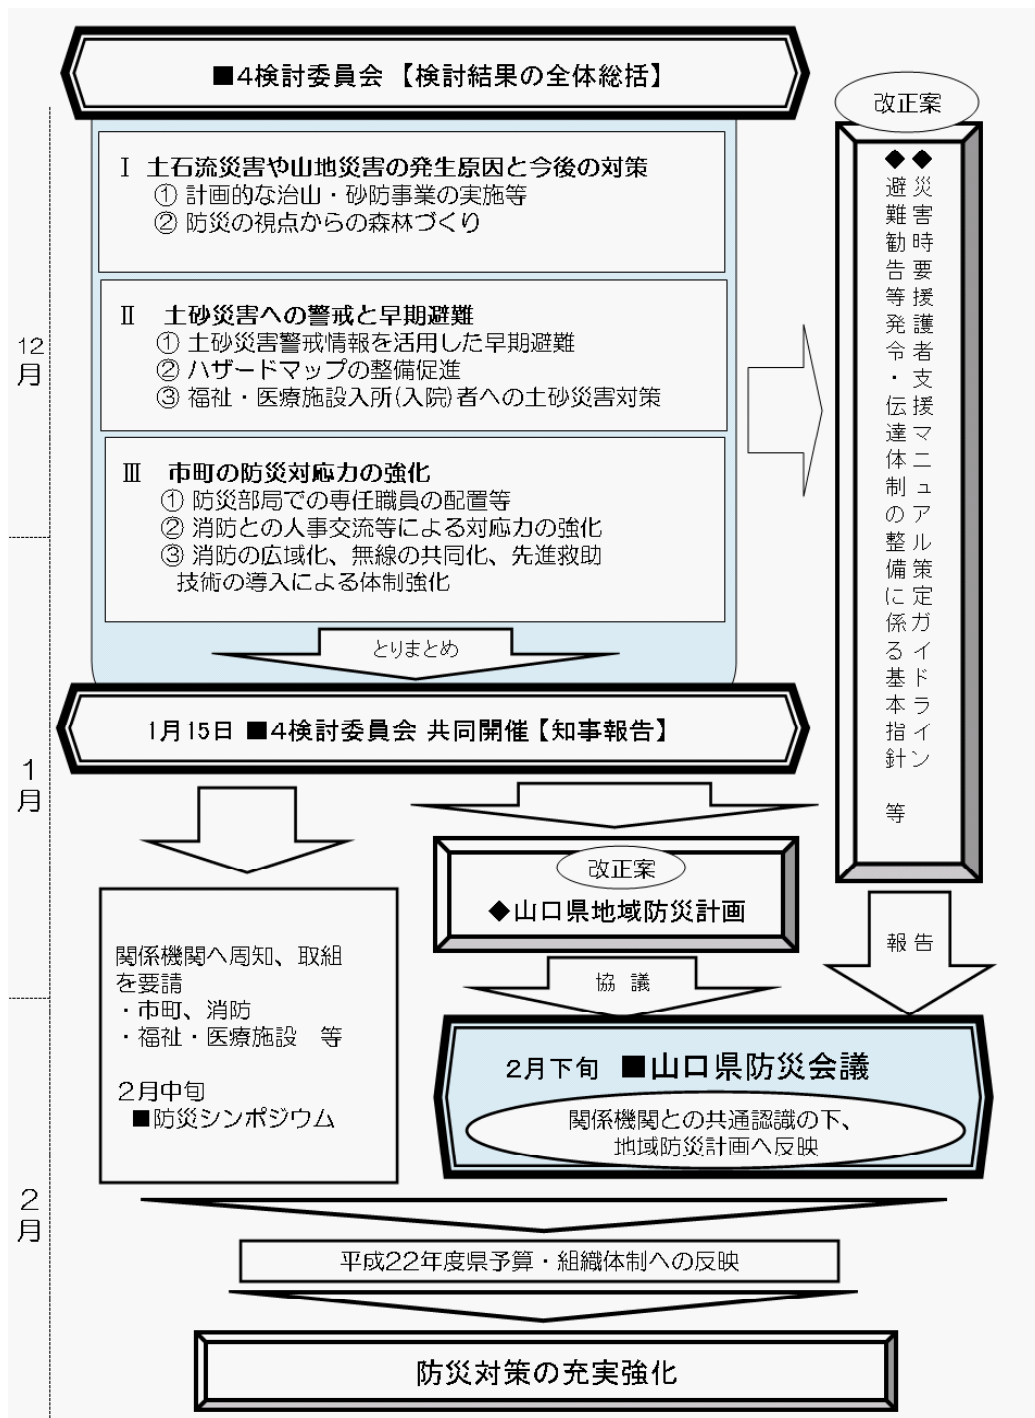 ■4検討委員会 【検討結果の全体総括】
Ⅰ 土石流災害や山地災害の発生原因と今後の対策
① 計画的な治山・砂防事業の実施等
② 防災の視点からの森林づくり
Ⅱ 土砂災害への警戒と早期避難
① 土砂災害警戒情報を活用した早期避難
② ハザードマップの整備促進
③ 福祉・医療施設入所(入院)者への土砂災害対策
Ⅲ 市町の防災対応力の強化
① 防災部局での専任職員の配置等
② 消防との人事交流等による対応力の強化
③ 消防の広域化、無線の共同化、先進救助
技術の導入による体制強化
12
月
改正案
◆災害時要援護者支援マニュアル策定ガイドライン
◆避難勧告等発令・伝達体制の整備に係る基本指針 等
とりまとめ
1月15日 ■4検討委員会 共同開催【知事報告】
1
月
改正案
◆山口県地域防災計画
報告
協議
関係機関へ周知、取組
を要請
・市町、消防
・福祉・医療施設 等
2月中旬
■防災シンポジウム
2月下旬 ■山口県防災会議
関係機関との共通認識の下、
地域防災計画へ反映
2
月
平成22年度県予算・組織体制への反映
防災対策の充実強化